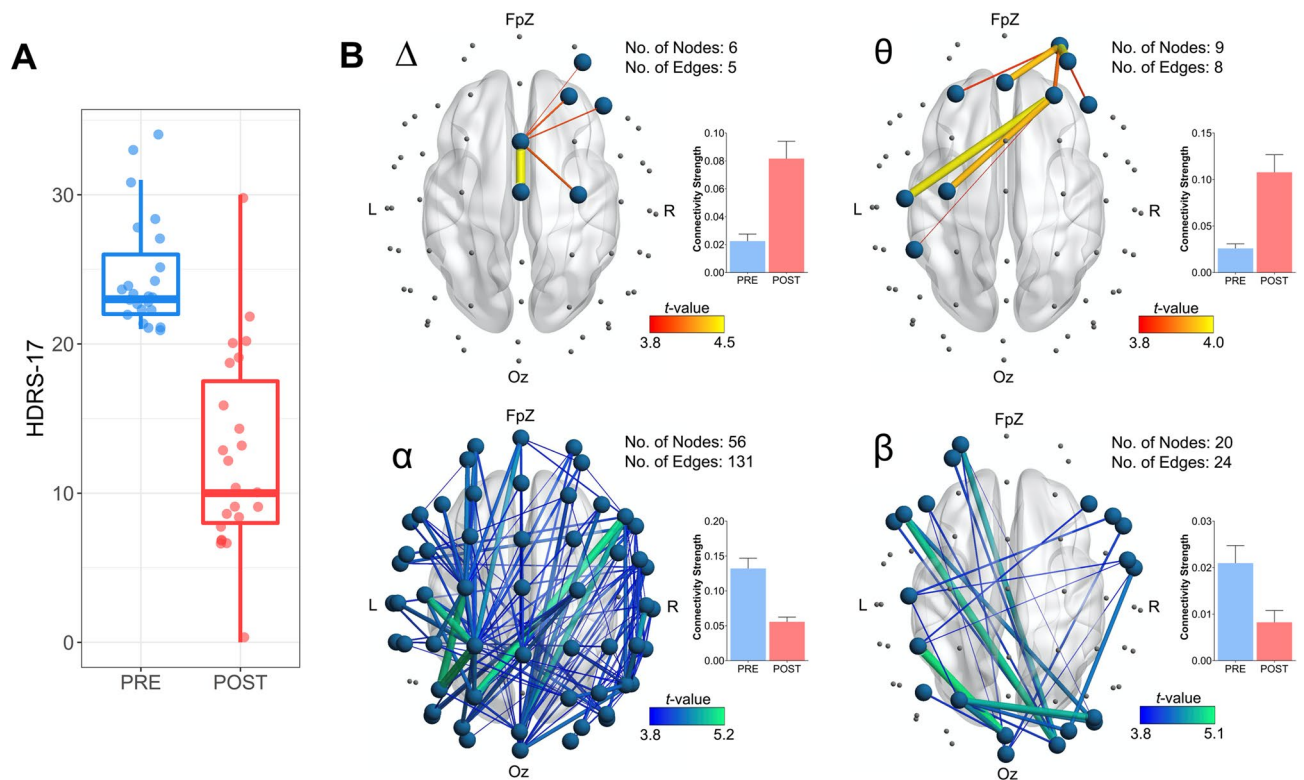 A
HDRS-17
30
20
10
0
PRE
POST
B
Δ
FpZ
No. of Nodes: 6
No. of Edges: 5
L
R
Connectivity Strength
0.10
0.08
0.06
0.04
0.02
0.00
PRE
POST
t-value
3.8
4.5
Oz
θ
FpZ
No. of Nodes: 9
No. of Edges: 8
L
R
Connectivity Strength
0.15
0.10
0.05
0.00
PRE
POST
t-value
3.8
4.0
Oz
α
FpZ
No. of Nodes: 56
No. of Edges: 131
L
R
Connectivity Strength
0.20
0.15
0.10
0.05
0.00
PRE
POST
t-value
3.8
5.2
Oz
β
FpZ
No. of Nodes: 20
No. of Edges: 24
L
R
Connectivity Strength
0.03
0.02
0.01
0.00
PRE
POST
t-value
3.8
5.1
Oz